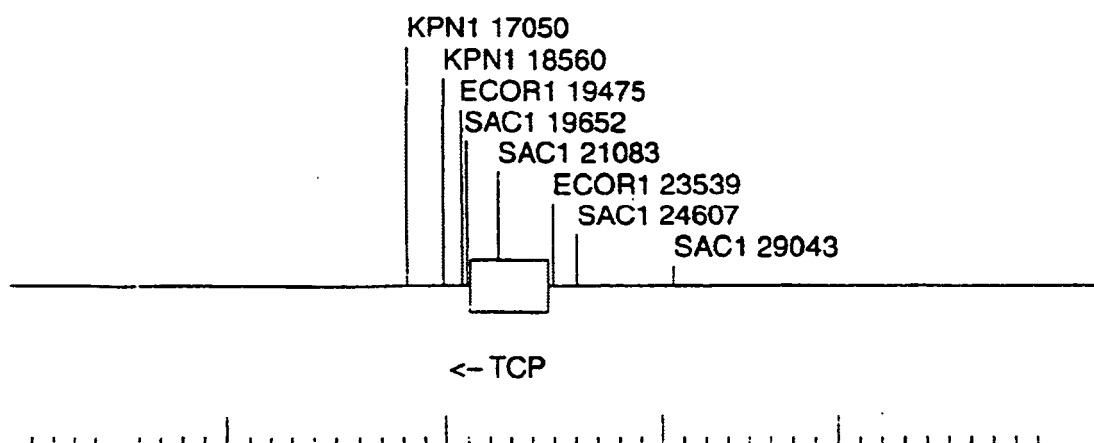 KPN1 17050
KPN1 18560
ECOR1 19475
SAC1 19652
SAC1 21083
ECOR1 23539
SAC1 24607
SAC1 29043
<- TCP